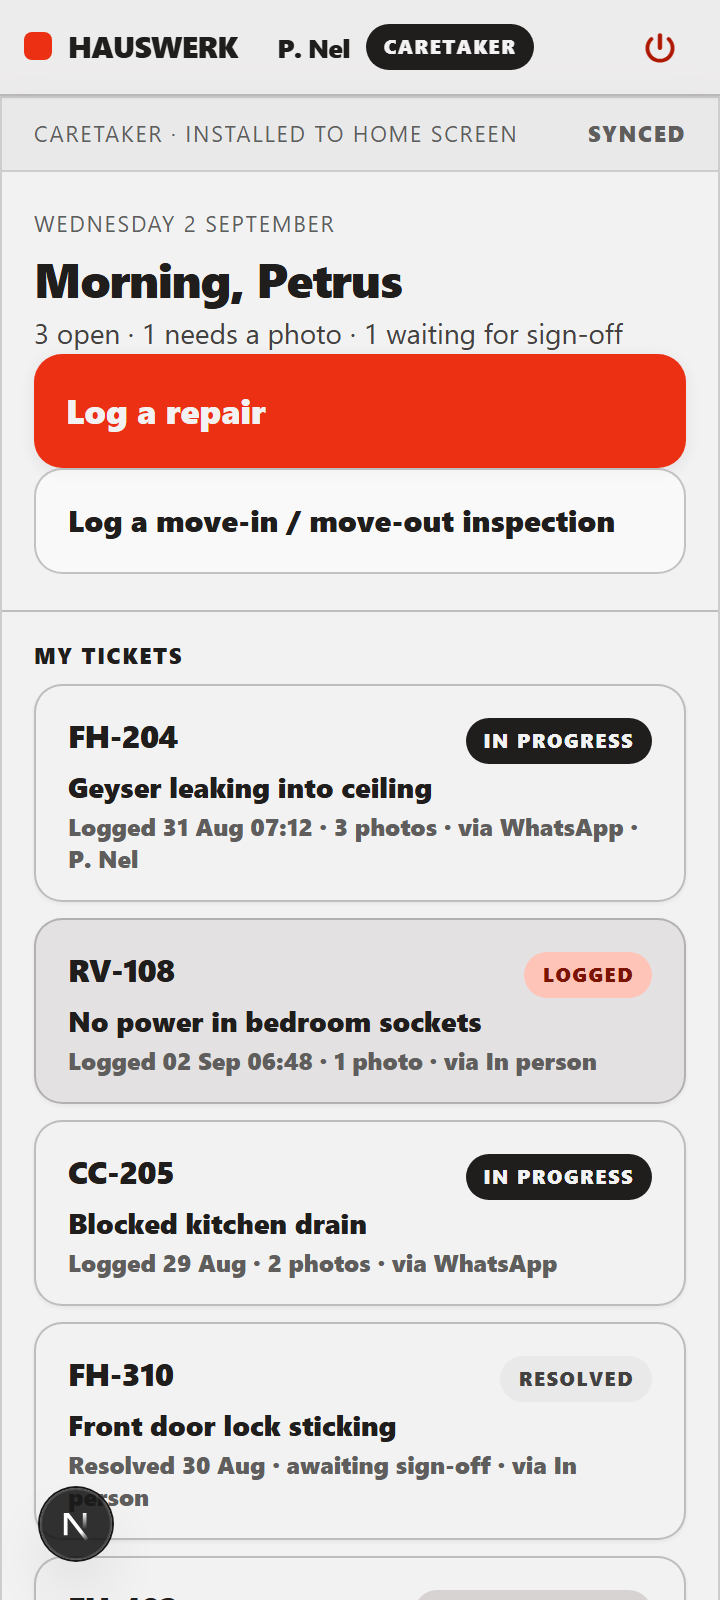 HAUSWERK P. Nel CARETAKER
CARETAKER · INSTALLED TO HOME SCREEN SYNCED
WEDNESDAY 2 SEPTEMBER
Morning, Petrus
3 open · 1 needs a photo · 1 waiting for sign-off
Log a repair
Log a move-in / move-out inspection
MY TICKETS
FH-204 IN PROGRESS
Geyser leaking into ceiling
Logged 31 Aug 07:12 · 3 photos · via WhatsApp ·
P. Nel
RV-108 LOGGED
No power in bedroom sockets
Logged 02 Sep 06:48 · 1 photo · via In person
CC-205 IN PROGRESS
Blocked kitchen drain
Logged 29 Aug · 2 photos · via WhatsApp
FH-310 RESOLVED
Front door lock sticking
Resolved 30 Aug · awaiting sign-off · via In
person
N